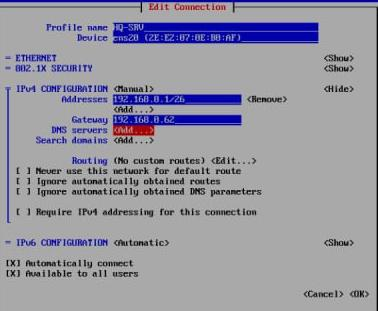 Edit Connection
Profile name HQ-SRV
Device ens20 (2E:E2:07:0E:B0:AF)
= ETHERNET <Show>
= 802.1X SECURITY <Show>
= IPv4 CONFIGURATION <Manual> <Hide>
Addresses 192.168.0.1/26 <Remove>
<Add...>
Gateway 192.168.0.62
DNS servers <Add...>
Search domains <Add...>
Routing (No custom routes) <Edit...>
[ ] Never use this network for default route
[ ] Ignore automatically obtained routes
[ ] Ignore automatically obtained DNS parameters
[ ] Require IPv4 addressing for this connection
= IPv6 CONFIGURATION <Automatic> <Show>
[X] Automatically connect
[X] Available to all users
<Cancel> <OK>